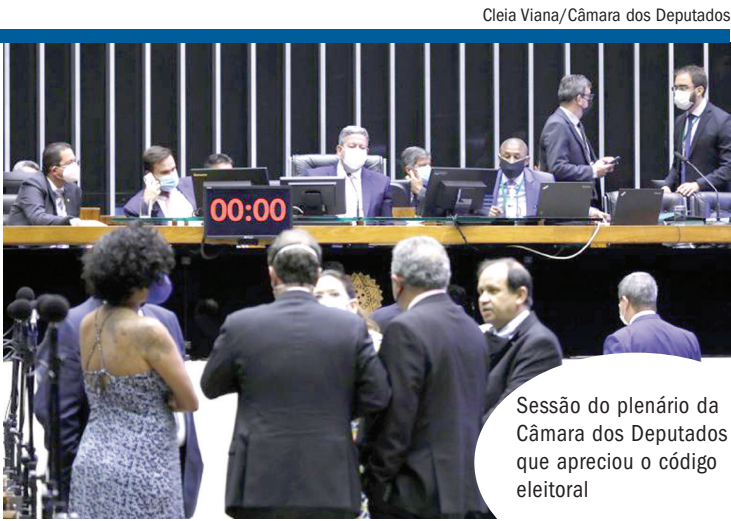 Cleia Viana/Câmara dos Deputados
00:00
Sessão do plenário da
Câmara dos Deputados
que apreciou o código
eleitoral